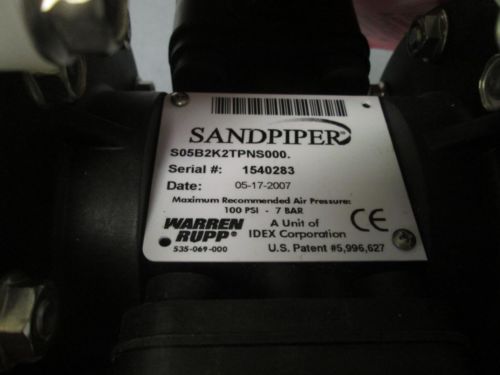 SANDPIPER®
S05B2K2TPNS000.
Serial #: 1540283
Date: 05-17-2007
Maximum Recommended Air Pressure:
100 PSI - 7 BAR
WARREN RUPP®
535-069-000
A Unit of
IDEX Corporation
CE
U.S. Patent #5,996,627